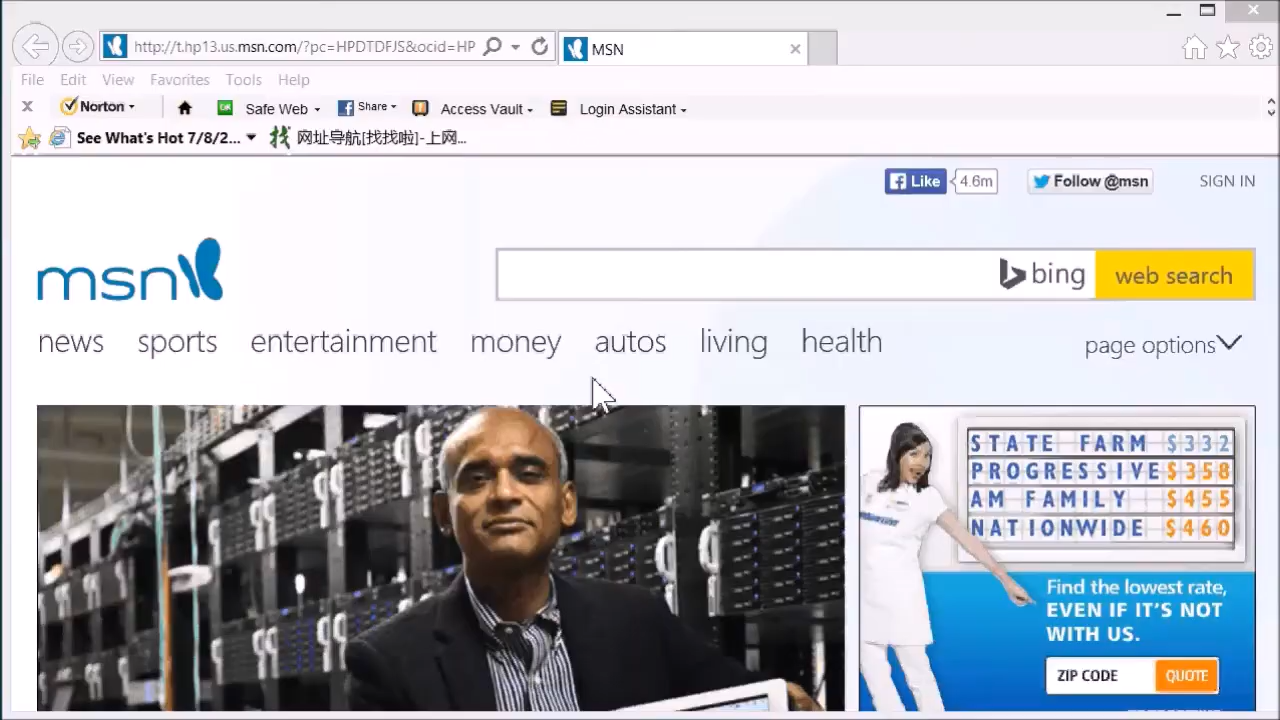 http://t.hp13.us.msn.com/?pc=HPDTDFJS&ocid=HP
MSN
File Edit View Favorites Tools Help
x Norton Safe Web Share Access Vault Login Assistant
See What's Hot 7/8/2... 网址导航[找找啦]-上网...
Like 4.6m Follow @msn SIGN IN
msn
bing web search
news sports entertainment money autos living health page options
STATE FARM $332
PROGRESSIVE $358
AM FAMILY $455
NATIONWIDE $460
Find the lowest rate,
EVEN IF IT'S NOT
WITH US.
ZIP CODE QUOTE